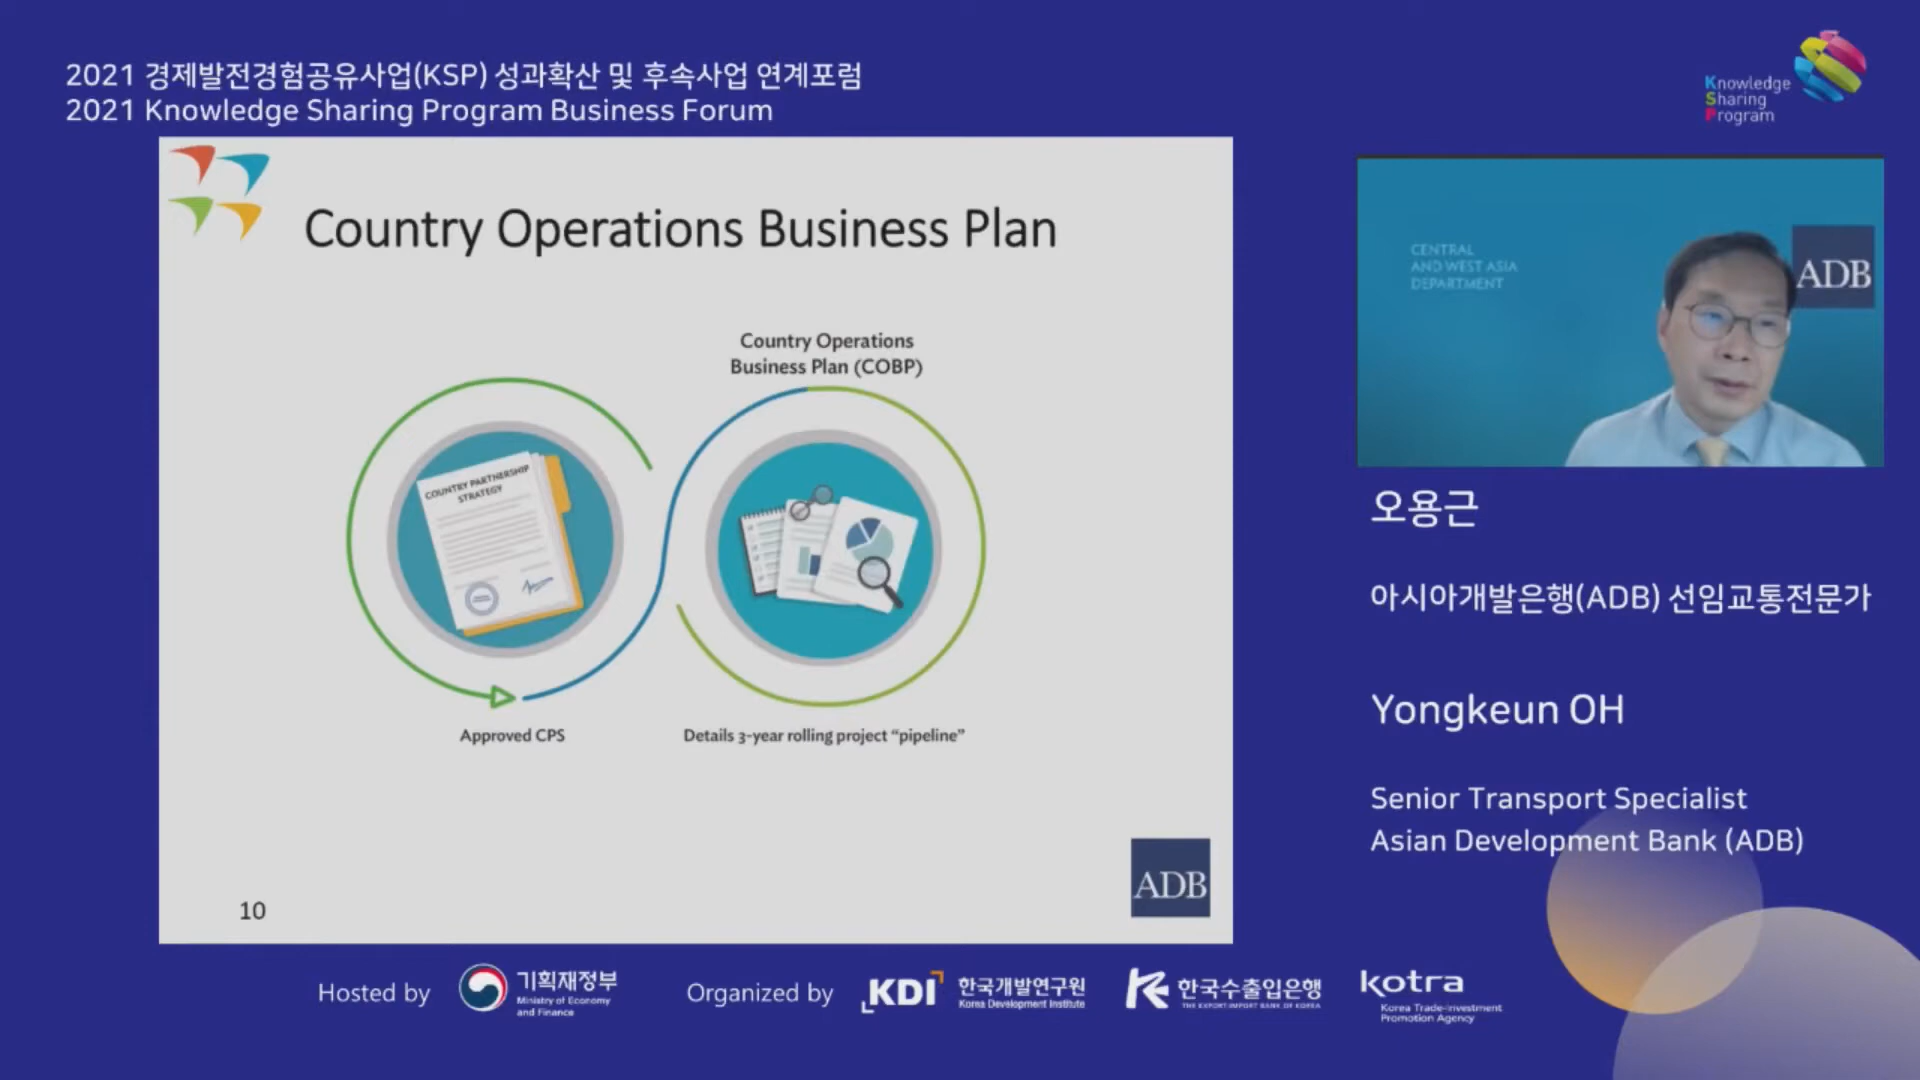 2021 경제발전경험공유사업(KSP) 성과확산 및 후속사업 연계포럼
2021 Knowledge Sharing Program Business Forum
Knowledge
Sharing
Program
Country Operations Business Plan
Country Operations
Business Plan (COBP)
COUNTRY PARTNERSHIP
STRATEGY
Approved CPS
Details 3-year rolling project “pipeline”
10
ADB
CENTRAL
AND WEST ASIA
DEPARTMENT
ADB
오용근
아시아개발은행(ADB) 선임교통전문가
Yongkeun OH
Senior Transport Specialist
Asian Development Bank (ADB)
Hosted by
기획재정부
Ministry of Economy
and Finance
Organized by
KDI
한국개발연구원
Korea Development Institute
한국수출입은행
THE EXPORT-IMPORT BANK OF KOREA
kotra
Korea Trade-Investment
Promotion Agency